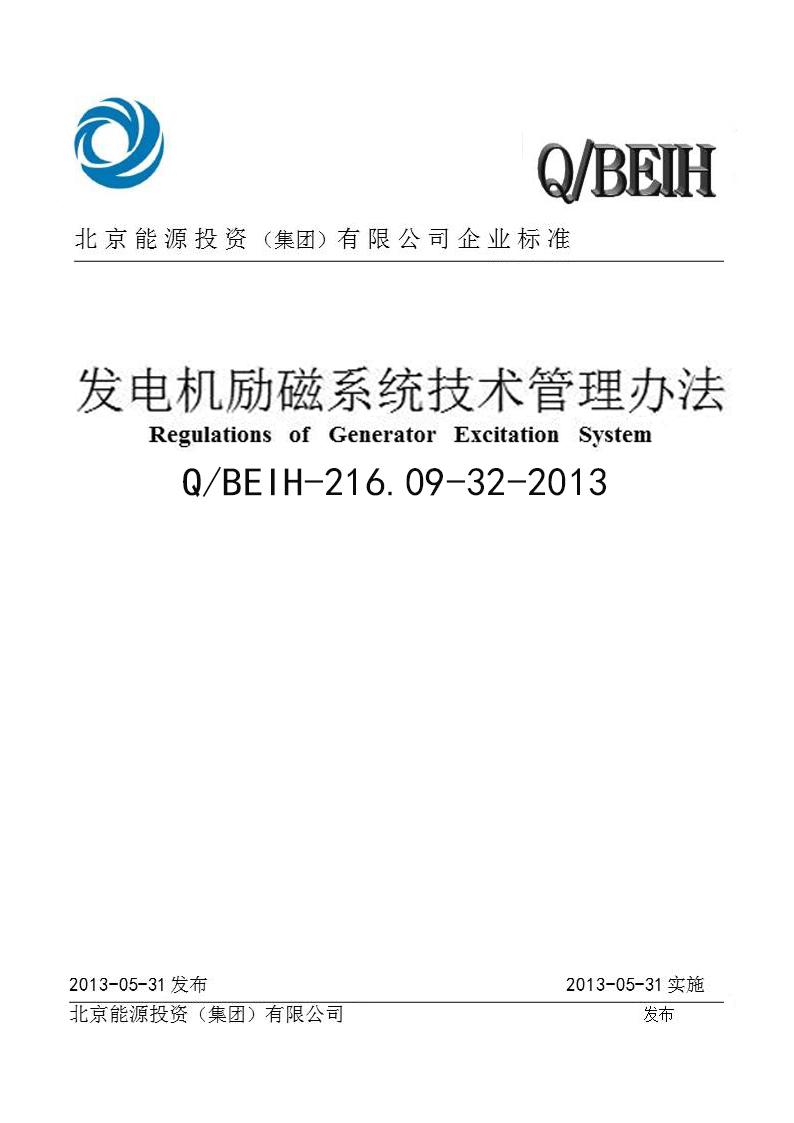 Q/BEIH
北京能源投资（集团）有限公司企业标准
发电机励磁系统技术管理办法
Regulations of Generator Excitation System
Q/BEIH-216.09-32-2013
2013-05-31发布 2013-05-31实施
北京能源投资（集团）有限公司 发布